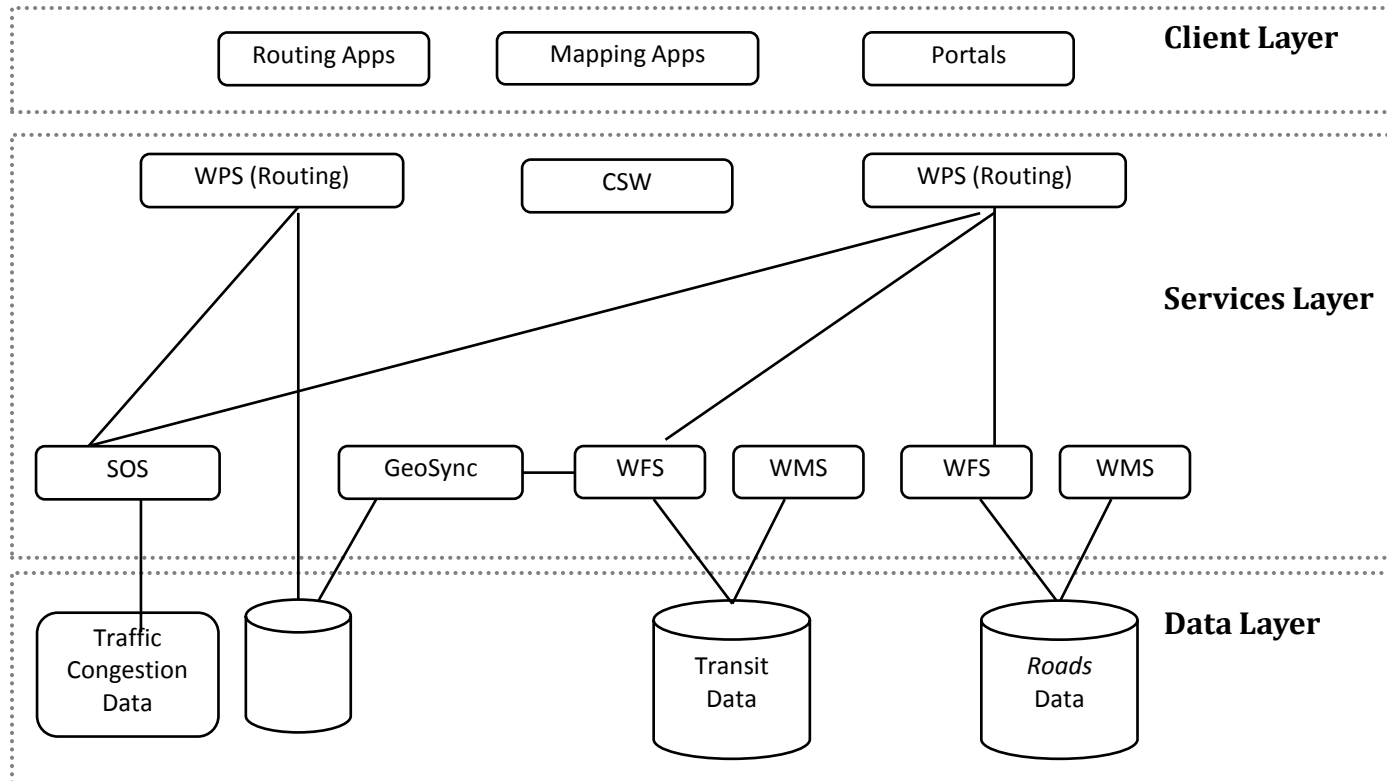 Client Layer
Routing Apps
Mapping Apps
Portals
WPS (Routing)
CSW
WPS (Routing)
Services Layer
SOS
GeoSync
WFS
WMS
WFS
WMS
Data Layer
Traffic
Congestion
Data
Transit
Data
Roads
Data